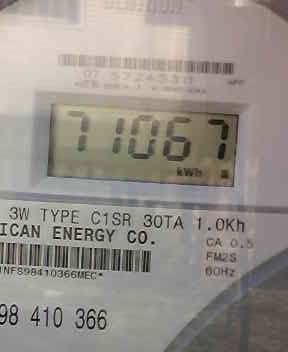 71067
kWh
3W TYPE C1SR 30TA 1.0Kh
ICAN ENERGY CO.
CA 0.5
FM2S
60Hz
INFS98410366MEC*
98 410 366